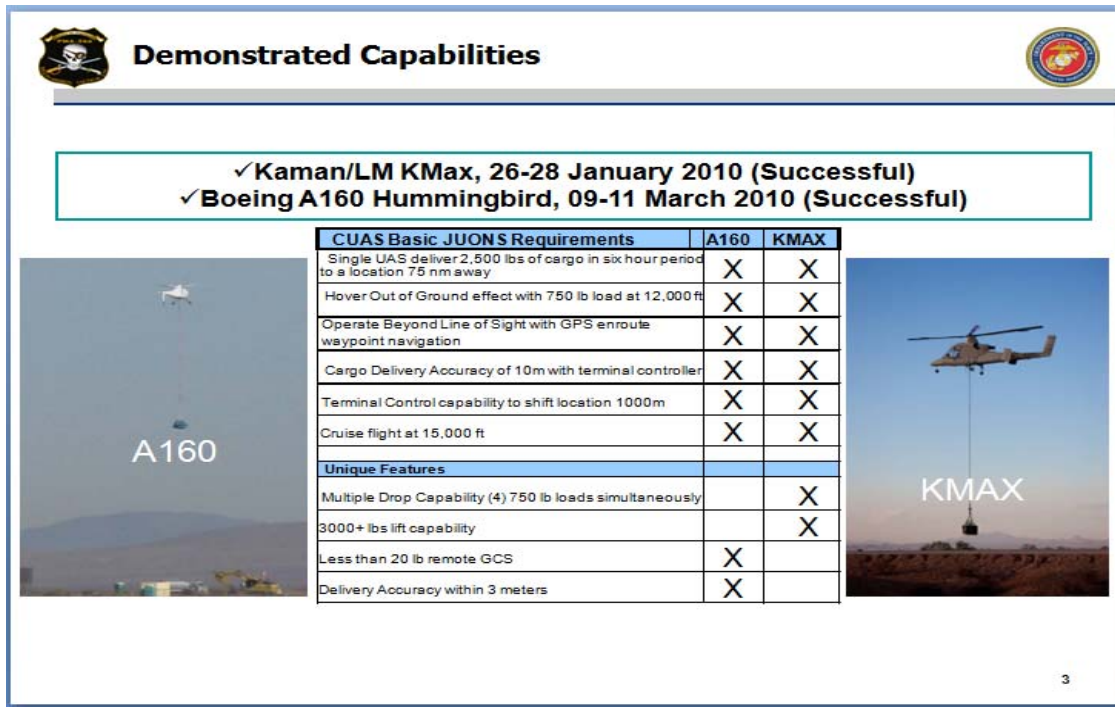 Demonstrated Capabilities
✓Kaman/LM KMax, 26-28 January 2010 (Successful)
✓Boeing A160 Hummingbird, 09-11 March 2010 (Successful)
CUAS Basic JUONS Requirements A160 KMAX
Single UAS deliver 2,500 lbs of cargo in six hour period
to a location 75 nm away X X
Hover Out of Ground effect with 750 lb load at 12,000 ft X X
Operate Beyond Line of Sight with GPS enroute
waypoint navigation X X
Cargo Delivery Accuracy of 10m with terminal controller X X
Terminal Control capability to shift location 1000m X X
Cruise flight at 15,000 ft X X
Unique Features
Multiple Drop Capability (4) 750 lb loads simultaneously X
3000+ lbs lift capability X
Less than 20 lb remote GCS X
Delivery Accuracy within 3 meters X
A160
KMAX
3